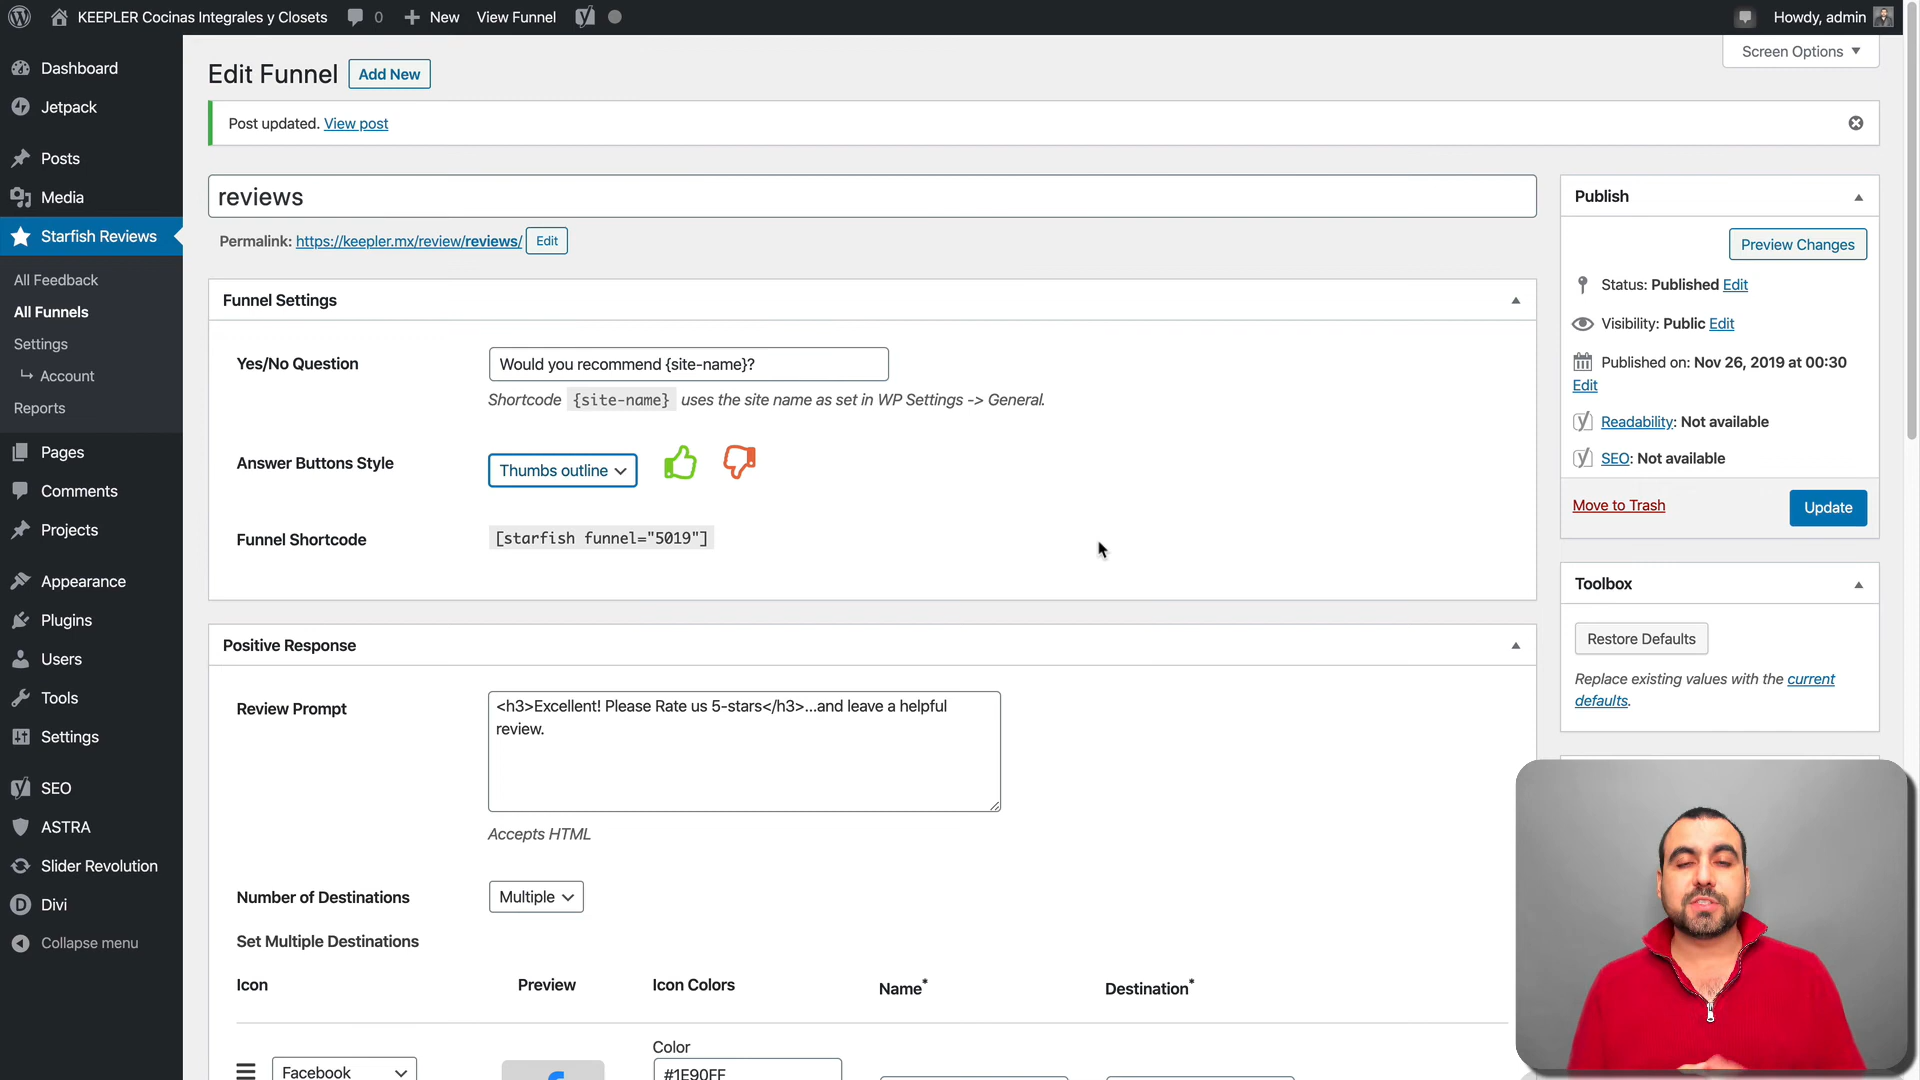 KEEPLER Cocinas Integrales y Closets
0
New
View Funnel
Howdy, admin
Screen Options
Dashboard
Jetpack
Posts
Media
Starfish Reviews
All Feedback
All Funnels
Settings
Account
Reports
Pages
Comments
Projects
Appearance
Plugins
Users
Tools
Settings
SEO
ASTRA
Slider Revolution
Divi
Collapse menu
Edit Funnel
Add New
Post updated. View post
reviews
Permalink: https://keepler.mx/review/reviews/ Edit
Funnel Settings
Yes/No Question
Would you recommend {site-name}?
Shortcode {site-name} uses the site name as set in WP Settings -> General.
Answer Buttons Style
Thumbs outline
Funnel Shortcode
[starfish funnel="5019"]
Positive Response
Review Prompt
<h3>Excellent! Please Rate us 5-stars</h3>...and leave a helpful
review.
Accepts HTML
Number of Destinations
Multiple
Set Multiple Destinations
Icon
Preview
Icon Colors
Name*
Destination*
Facebook
Color
#1E90FF
Publish
Preview Changes
Status: Published Edit
Visibility: Public Edit
Published on: Nov 26, 2019 at 00:30
Edit
Readability: Not available
SEO: Not available
Move to Trash
Update
Toolbox
Restore Defaults
Replace existing values with the current
defaults.